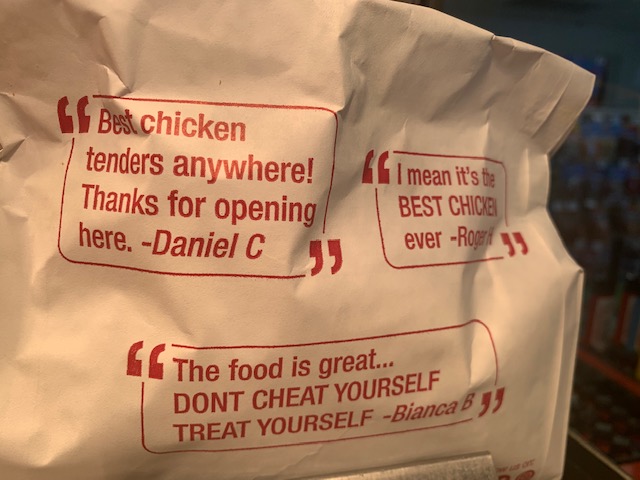 “ Best chicken
tenders anywhere!
Thanks for opening
here. -Daniel C ”
“ I mean it's the
BEST CHICKEN
ever -Roger H ”
“ The food is great...
DONT CHEAT YOURSELF
TREAT YOURSELF -Bianca B ”